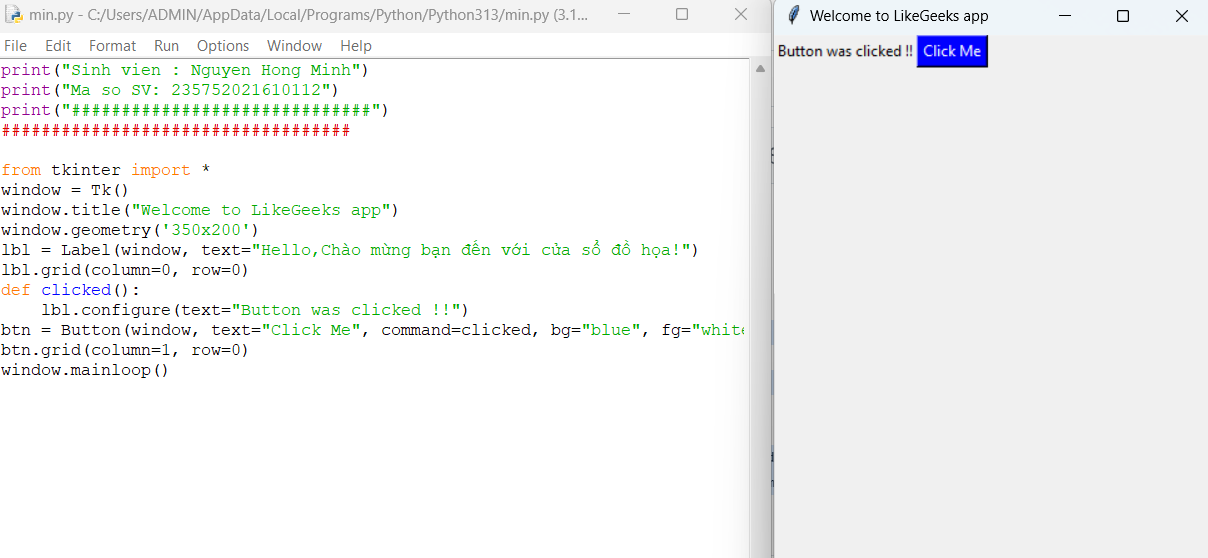 min.py - C:/Users/ADMIN/AppData/Local/Programs/Python/Python313/min.py (3.1...
File Edit Format Run Options Window Help
print("Sinh vien : Nguyen Hong Minh")
print("Ma so SV: 235752021610112")
print("##############################")
###################################
from tkinter import *
window = Tk()
window.title("Welcome to LikeGeeks app")
window.geometry('350x200')
lbl = Label(window, text="Hello,Chào mừng bạn đến với cửa sổ đồ họa!")
lbl.grid(column=0, row=0)
def clicked():
    lbl.configure(text="Button was clicked !!")
btn = Button(window, text="Click Me", command=clicked, bg="blue", fg="white
btn.grid(column=1, row=0)
window.mainloop()
Welcome to LikeGeeks app
Button was clicked !! Click Me